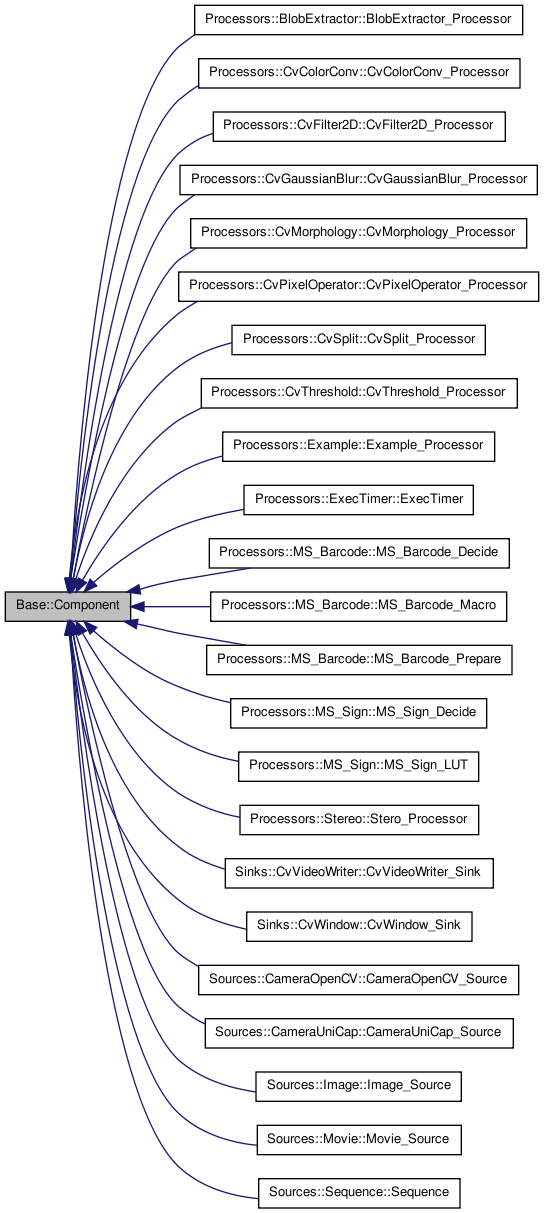 Processors::BlobExtractor::BlobExtractor_Processor
Processors::CvColorConv::CvColorConv_Processor
Processors::CvFilter2D::CvFilter2D_Processor
Processors::CvGaussianBlur::CvGaussianBlur_Processor
Processors::CvMorphology::CvMorphology_Processor
Processors::CvPixelOperator::CvPixelOperator_Processor
Processors::CvSplit::CvSplit_Processor
Processors::CvThreshold::CvThreshold_Processor
Processors::Example::Example_Processor
Processors::ExecTimer::ExecTimer
Processors::MS_Barcode::MS_Barcode_Decide
Base::Component
Processors::MS_Barcode::MS_Barcode_Macro
Processors::MS_Barcode::MS_Barcode_Prepare
Processors::MS_Sign::MS_Sign_Decide
Processors::MS_Sign::MS_Sign_LUT
Processors::Stereo::Stero_Processor
Sinks::CvVideoWriter::CvVideoWriter_Sink
Sinks::CvWindow::CvWindow_Sink
Sources::CameraOpenCV::CameraOpenCV_Source
Sources::CameraUniCap::CameraUniCap_Source
Sources::Image::Image_Source
Sources::Movie::Movie_Source
Sources::Sequence::Sequence